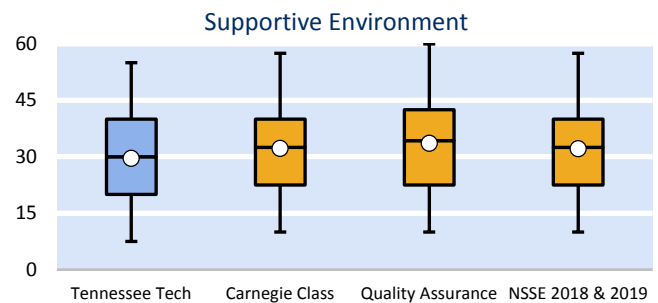 Supportive Environment
60
45
30
15
0
Tennessee Tech
Carnegie Class
Quality Assurance
NSSE 2018 & 2019